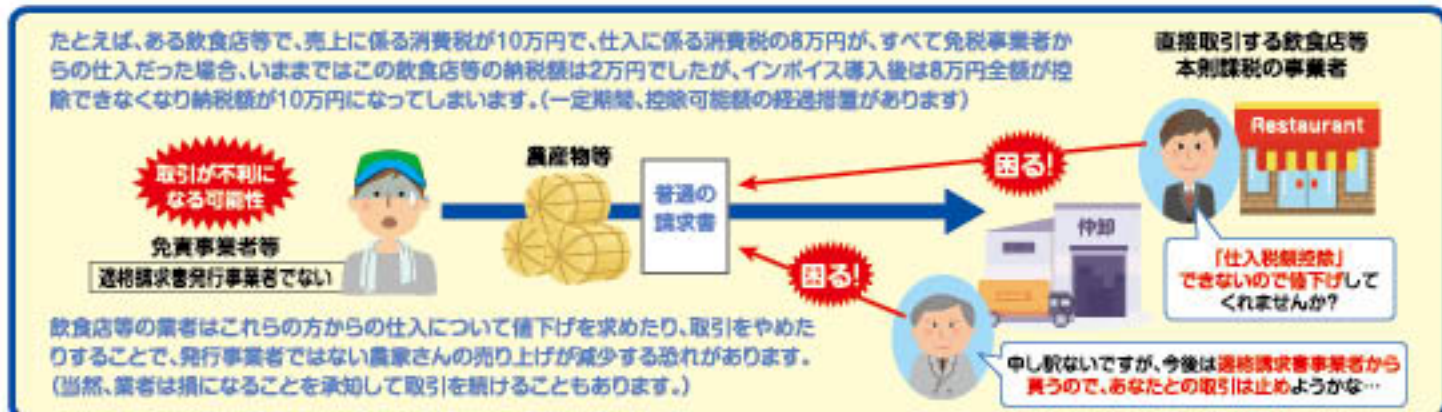 たとえば、ある飲食店等で、売上に係る消費税が10万円で、仕入に係る消費税の8万円が、すべて免税事業者か
らの仕入だった場合、いままではこの飲食店等の納税額は2万円でしたが、インボイス導入後は8万円全額が控
除できなくなり納税額が10万円になってしまいます。(一定期間、控除可能額の経過措置があります)
直接取引する飲食店等
本則課税の事業者
Restaurant
取引が不利に
なる可能性
免責事業者等
適格請求書発行事業者でない
農産物等
普通の
請求書
困る!
仲卸
困る!
「仕入税額控除」
できないので値下げして
くれませんか?
飲食店等の業者はこれらの方からの仕入について値下げを求めたり、取引をやめた
りすることで、発行事業者ではない農家さんの売り上げが減少する恐れがあります。
(当然、業者は損になることを承知して取引を続けることもあります。)
申し訳ないですが、今後は適格請求書事業者から
買うので、あなたとの取引は止めようかな…